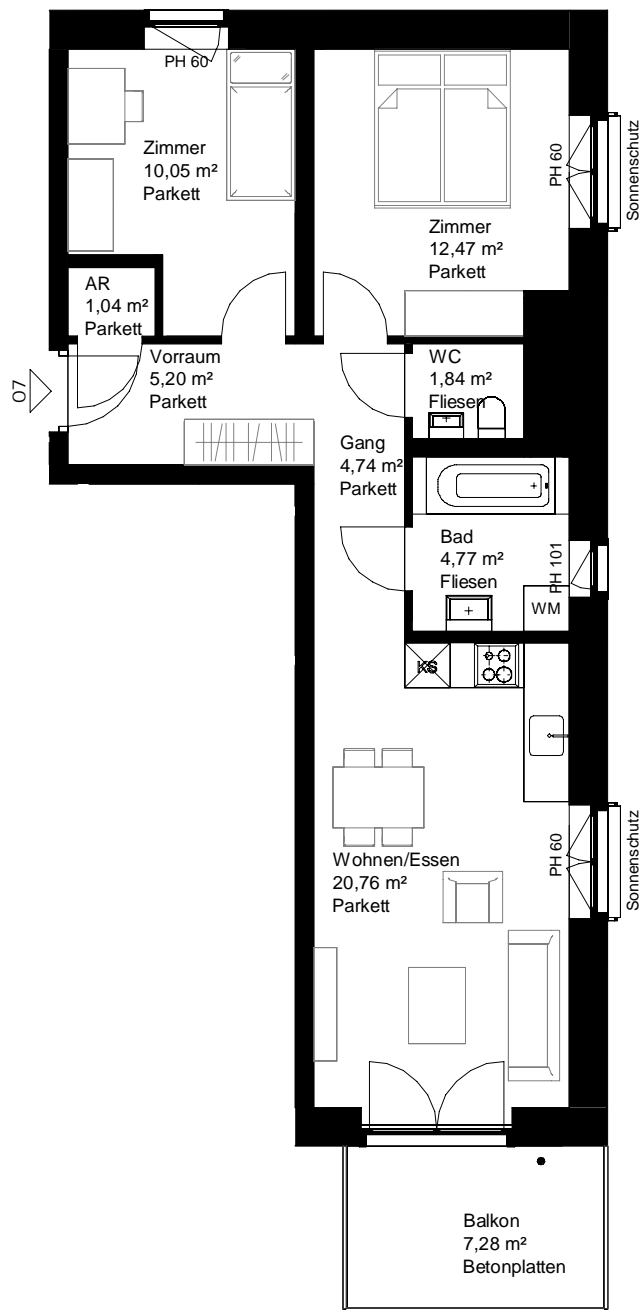 PH 60
Zimmer
10,05 m²
Parkett
PH 60
Sonnenschutz
Zimmer
12,47 m²
Parkett
AR
1,04 m²
Parkett
Vorraum
5,20 m²
Parkett
07
WC
1,84 m²
Fliesen
Gang
4,74 m²
Parkett
Bad
4,77 m²
Fliesen
PH 101
WM
KS
Wohnen/Essen
20,76 m²
Parkett
PH 60
Sonnenschutz
Balkon
7,28 m²
Betonplatten